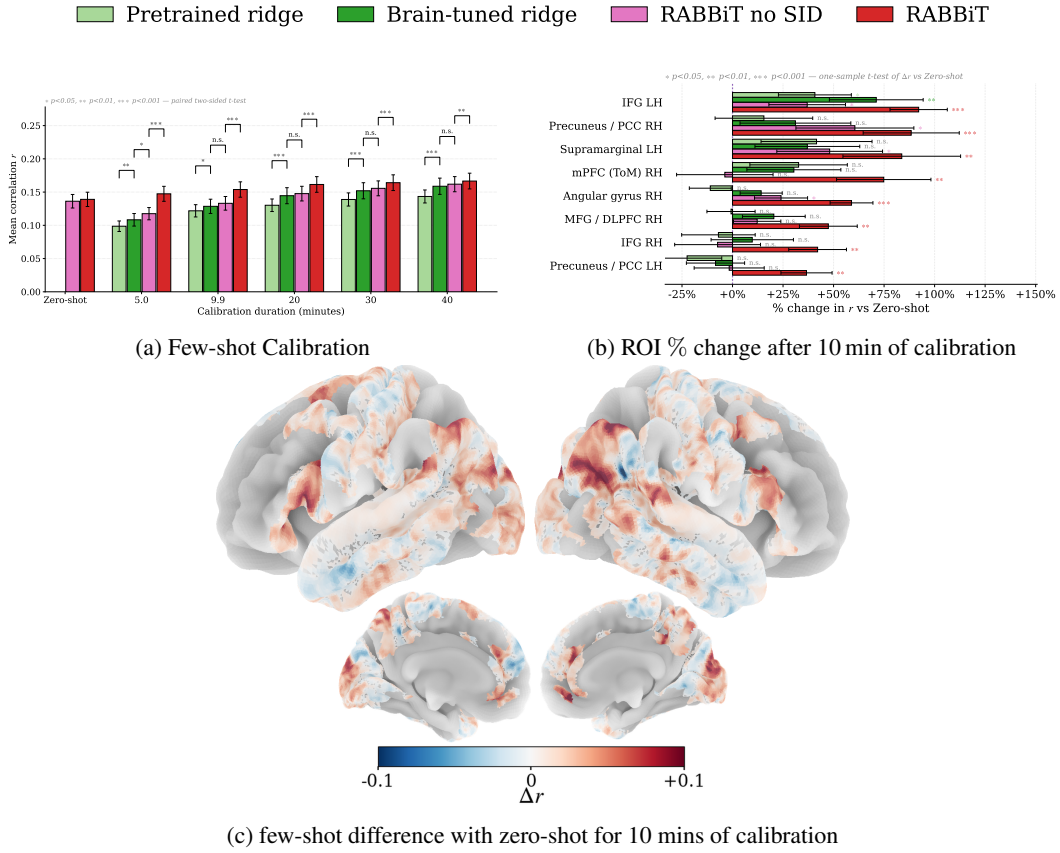 Pretrained ridge Brain-tuned ridge RABBiT no SID RABBiT
* p<0.05, ** p<0.01, *** p<0.001 — paired two-sided t-test
Mean correlation r
0.25
0.20
0.15
0.10
0.05
0.00
** * *** * n.s. *** *** n.s. *** *** n.s. *** *** n.s. **
Zero-shot 5.0 9.9 20 30 40
Calibration duration (minutes)
(a) Few-shot Calibration
* p<0.05, ** p<0.01, *** p<0.001 — one-sample t-test of Δr vs Zero-shot
IFG LH
Precuneus / PCC RH
Supramarginal LH
mPFC (ToM) RH
Angular gyrus RH
MFG / DLPFC RH
IFG RH
Precuneus / PCC LH
-25% +0% +25% +50% +75% +100% +125% +150%
% change in r vs Zero-shot
(b) ROI % change after 10 min of calibration
-0.1 0 +0.1
Δr
(c) few-shot difference with zero-shot for 10 mins of calibration